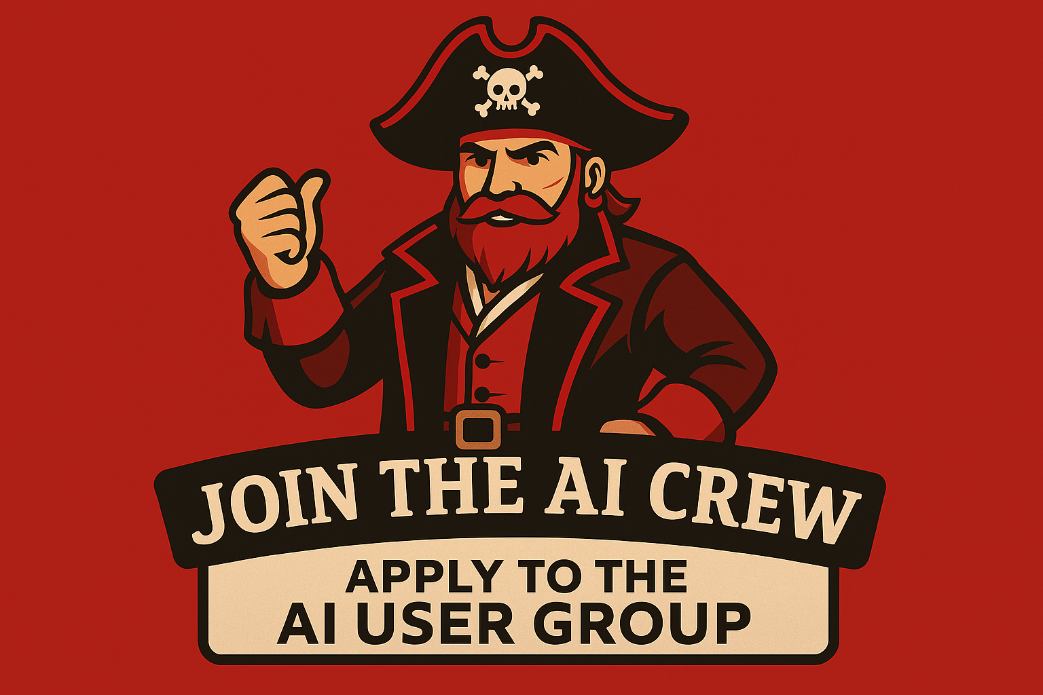 JOIN THE AI CREW
APPLY TO THE
AI USER GROUP